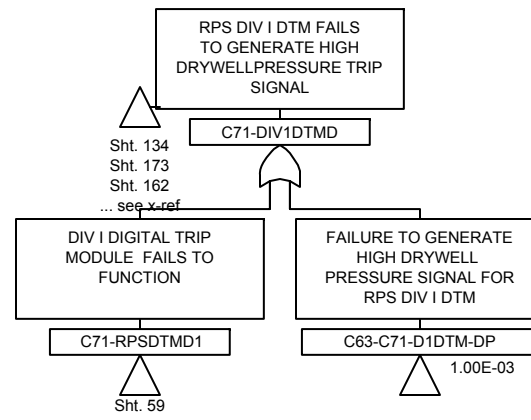 RPS DIV I DTM FAILS
TO GENERATE HIGH
DRYWELLPRESSURE TRIP
SIGNAL
C71-DIV1DTMD
Sht. 134
Sht. 173
Sht. 162
... see x-ref
DIV I DIGITAL TRIP
MODULE FAILS TO
FUNCTION
C71-RPSDTMD1
Sht. 59
FAILURE TO GENERATE
HIGH DRYWELL
PRESSURE SIGNAL FOR
RPS DIV I DTM
C63-C71-D1DTM-DP
1.00E-03